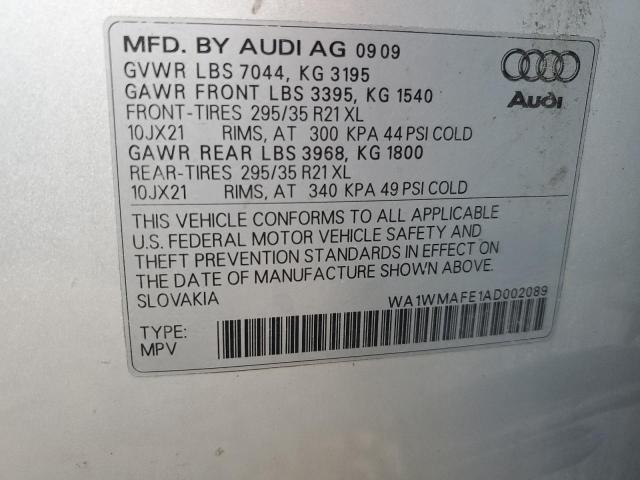 MFD. BY AUDI AG 09 09
GVWR LBS 7044, KG 3195
GAWR FRONT LBS 3395, KG 1540
FRONT-TIRES 295/35 R21 XL
10JX21 RIMS, AT 300 KPA 44 PSI COLD
GAWR REAR LBS 3968, KG 1800
REAR-TIRES 295/35 R21 XL
10JX21 RIMS, AT 340 KPA 49 PSI COLD
Audi
THIS VEHICLE CONFORMS TO ALL APPLICABLE
U.S. FEDERAL MOTOR VEHICLE SAFETY AND
THEFT PREVENTION STANDARDS IN EFFECT ON
THE DATE OF MANUFACTURE SHOWN ABOVE.
SLOVAKIA WA1WMAFE1AD002089
TYPE:
MPV